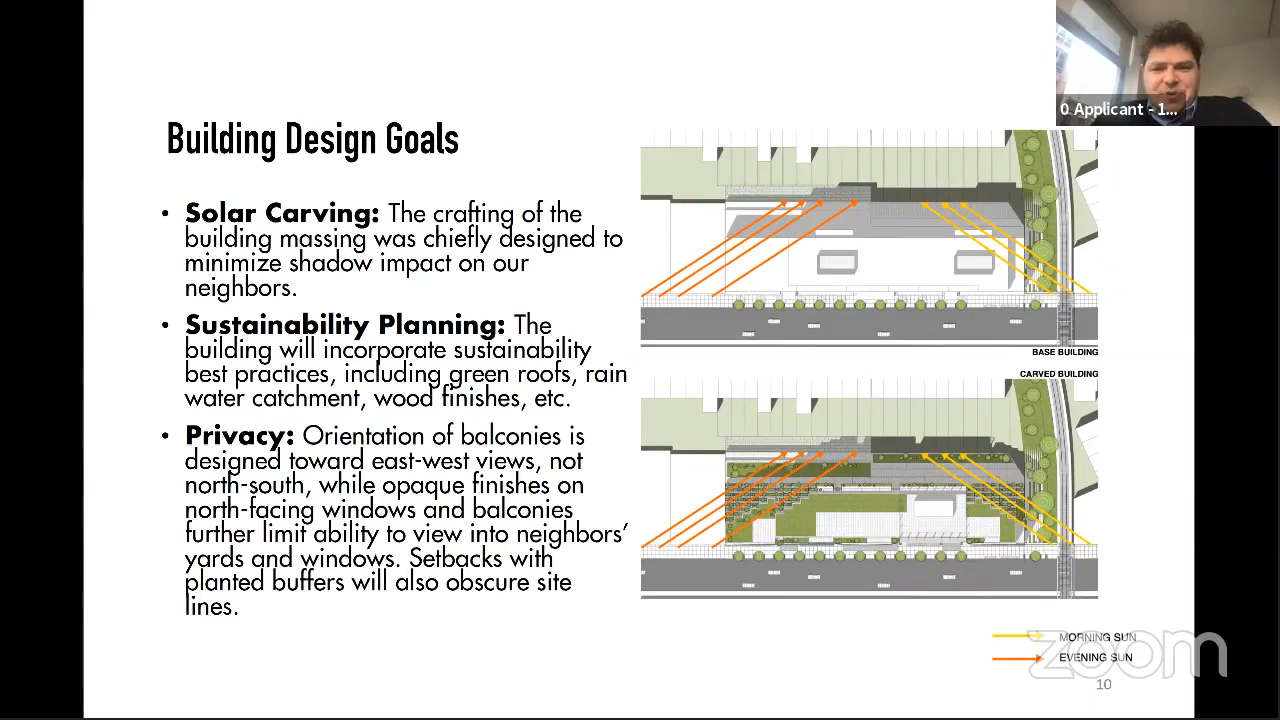 0 Applicant - 1...
Building Design Goals
• Solar Carving: The crafting of the
building massing was chiefly designed to
minimize shadow impact on our
neighbors.
• Sustainability Planning: The
building will incorporate sustainability
best practices, including green roofs, rain
water catchment, wood finishes, etc.
• Privacy: Orientation of balconies is
designed toward east-west views, not
north-south, while opaque finishes on
north-facing windows and balconies
further limit ability to view into neighbors’
yards and windows. Setbacks with
planted buffers will also obscure site
lines.
BASE BUILDING
CARVED BUILDING
MORNING SUN
EVENING SUN
zoom
10